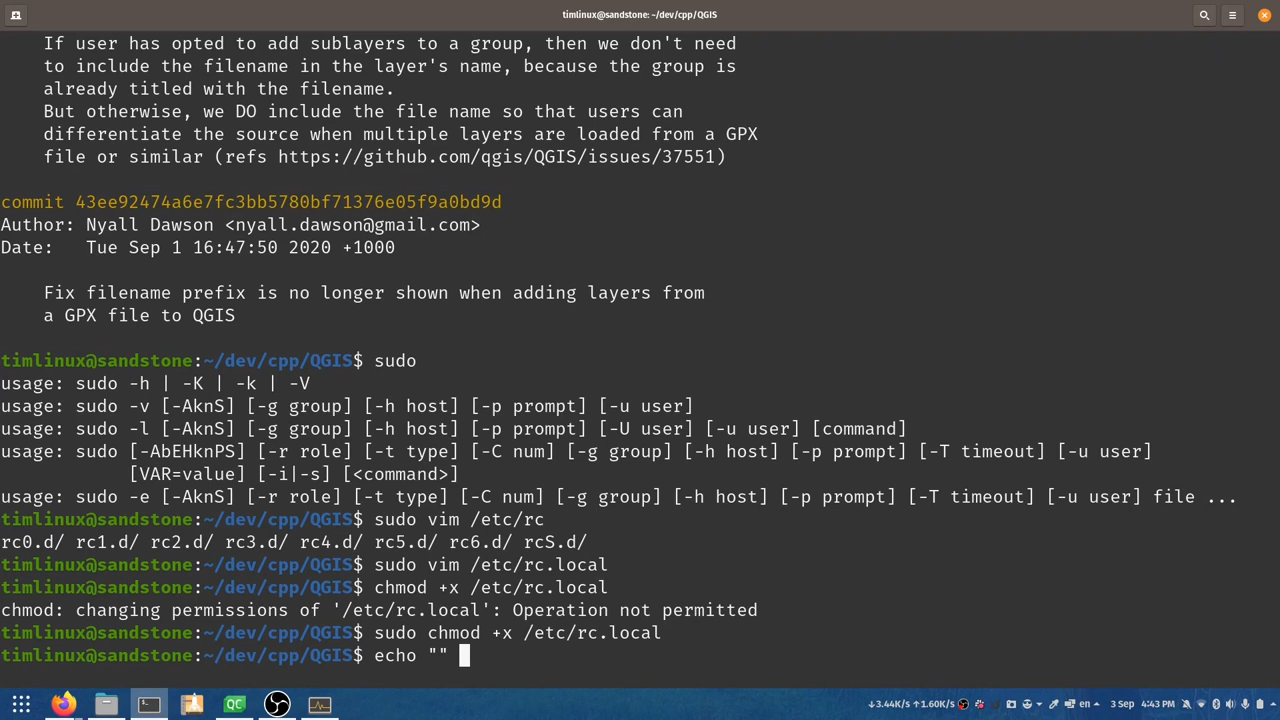 timlinux@sandstone: ~/dev/cpp/QGIS
If user has opted to add sublayers to a group, then we don't need
to include the filename in the layer's name, because the group is
already titled with the filename.
But otherwise, we DO include the file name so that users can
differentiate the source when multiple layers are loaded from a GPX
file or similar (refs https://github.com/qgis/QGIS/issues/37551)
commit 43ee92474a6e7fc3bb5780bf71376e05f9a0bd9d
Author: Nyall Dawson <nyall.dawson@gmail.com>
Date:   Tue Sep 1 16:47:50 2020 +1000
Fix filename prefix is no longer shown when adding layers from
a GPX file to QGIS
timlinux@sandstone:~/dev/cpp/QGIS$ sudo
usage: sudo -h | -K | -k | -V
usage: sudo -v [-AknS] [-g group] [-h host] [-p prompt] [-u user]
usage: sudo -l [-AknS] [-g group] [-h host] [-p prompt] [-U user] [-u user] [command]
usage: sudo [-AbEHknPS] [-r role] [-t type] [-C num] [-g group] [-h host] [-p prompt] [-T timeout] [-u user]
[VAR=value] [-i|-s] [<command>]
usage: sudo -e [-AknS] [-r role] [-t type] [-C num] [-g group] [-h host] [-p prompt] [-T timeout] [-u user] file ...
timlinux@sandstone:~/dev/cpp/QGIS$ sudo vim /etc/rc
rc0.d/ rc1.d/ rc2.d/ rc3.d/ rc4.d/ rc5.d/ rc6.d/ rcS.d/
timlinux@sandstone:~/dev/cpp/QGIS$ sudo vim /etc/rc.local
timlinux@sandstone:~/dev/cpp/QGIS$ chmod +x /etc/rc.local
chmod: changing permissions of '/etc/rc.local': Operation not permitted
timlinux@sandstone:~/dev/cpp/QGIS$ sudo chmod +x /etc/rc.local
timlinux@sandstone:~/dev/cpp/QGIS$ echo ""
QC ↓3.44K/s ↑1.60K/s en 3 Sep 4:43 PM